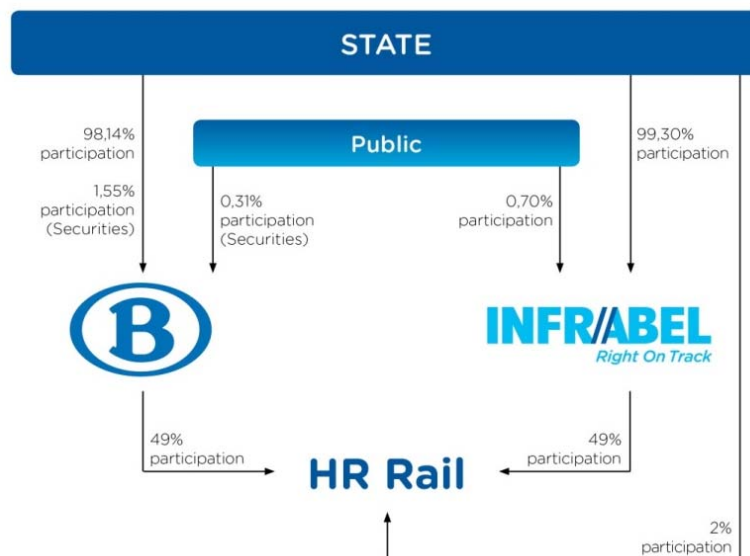 STATE
98,14%
participation
1,55%
participation
(Securities)
Public
0,31%
participation
(Securities)
0,70%
participation
99,30%
participation
B
INFRABEL
Right On Track
49%
participation
HR Rail
49%
participation
2%
participation